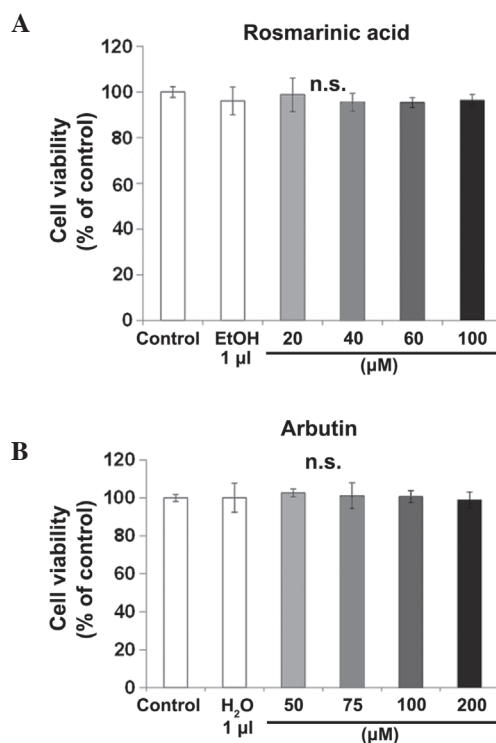 A
Rosmarinic acid
n.s.
Cell viability
(% of control)
120
100
80
60
40
20
0
Control EtOH 20 40 60 100
1 µl (µM)
B
Arbutin
n.s.
Cell viability
(% of control)
120
100
80
60
40
20
0
Control H₂O 50 75 100 200
1 µl (µM)